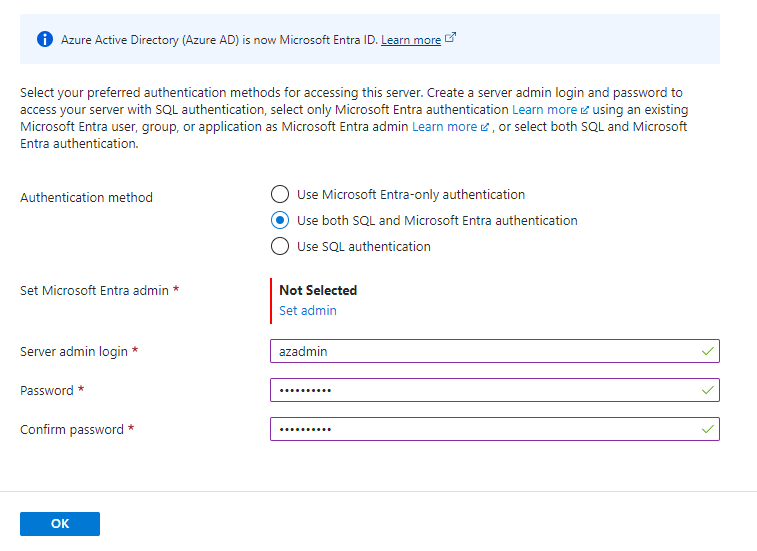 Azure Active Directory (Azure AD) is now Microsoft Entra ID. Learn more
Select your preferred authentication methods for accessing this server. Create a server admin login and password to
access your server with SQL authentication, select only Microsoft Entra authentication Learn more using an existing
Microsoft Entra user, group, or application as Microsoft Entra admin Learn more , or select both SQL and Microsoft
Entra authentication.
Authentication method
Use Microsoft Entra-only authentication
Use both SQL and Microsoft Entra authentication
Use SQL authentication
Set Microsoft Entra admin *
Not Selected
Set admin
Server admin login *
azadmin
Password *
••••••••••
Confirm password *
••••••••••
OK